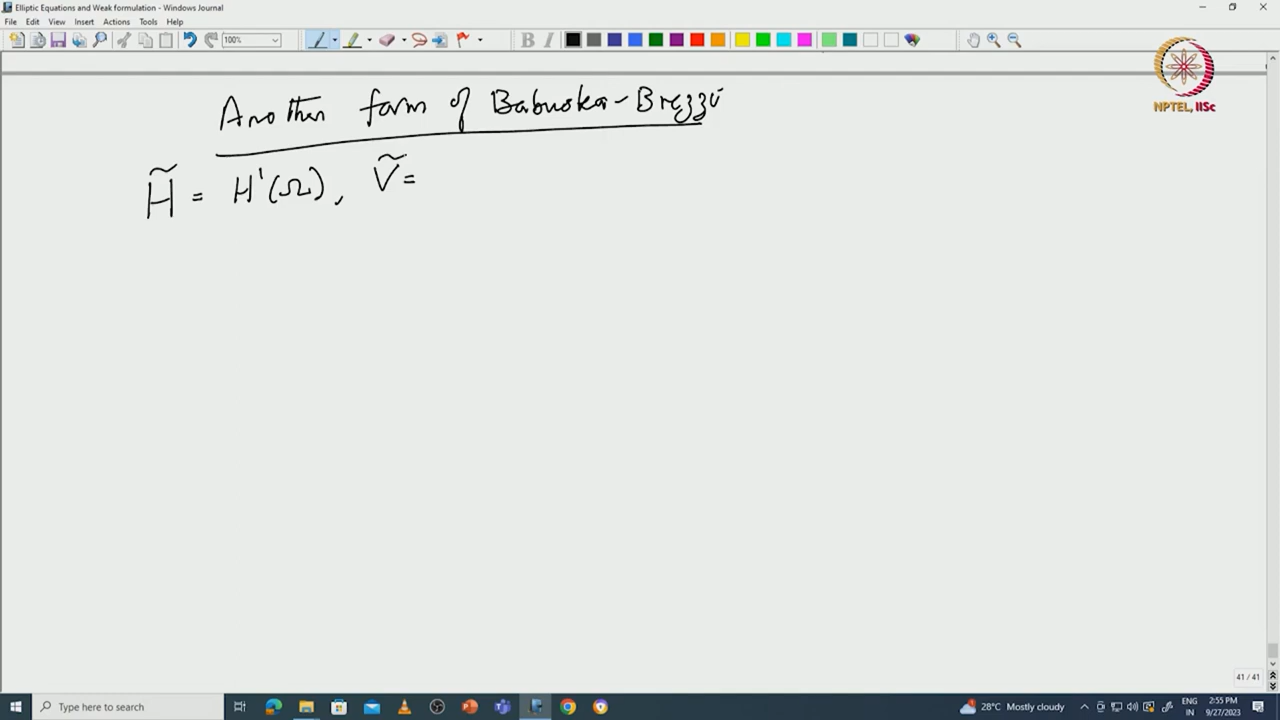 Elliptic Equations and Weak formulation - Windows Journal
File Edit View Insert Actions Tools Help
100%
B I
NPTEL, IISc
Another form of Babuska-Brezzi
H̃ = H¹(Ω), Ṽ =
41 / 41
Type here to search
28°C Mostly cloudy
ENG
IN
2:55 PM
9/27/2023